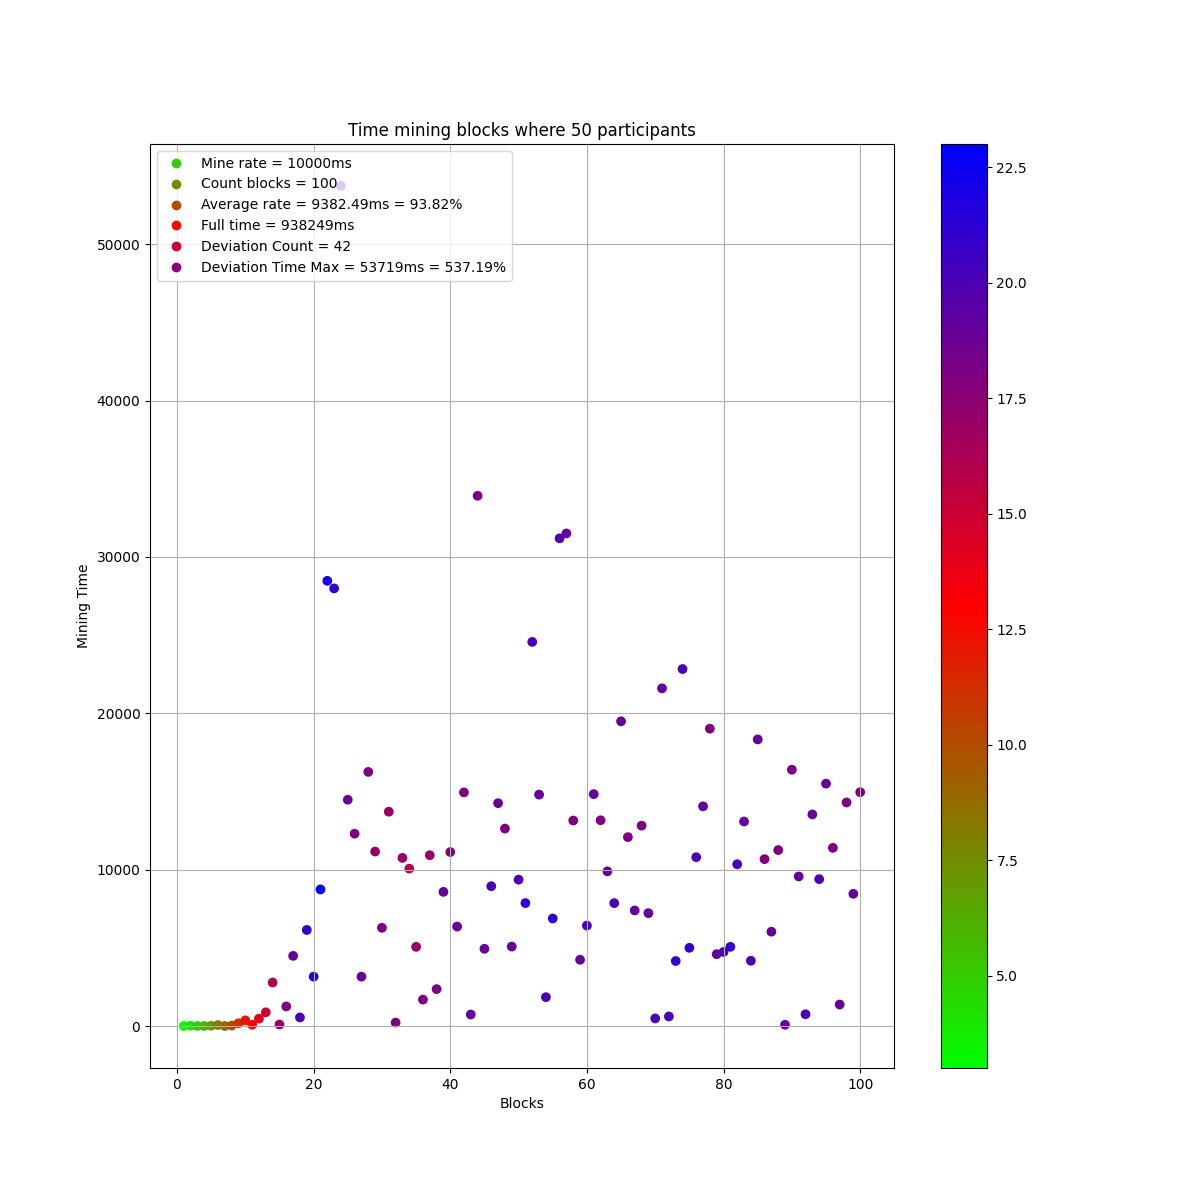 Time mining blocks where 50 participants
Mine rate = 10000ms
Count blocks = 100
Average rate = 9382.49ms = 93.82%
Full time = 938249ms
Deviation Count = 42
Deviation Time Max = 53719ms = 537.19%
Mining Time
50000
40000
30000
20000
10000
0
0 20 40 60 80 100
Blocks
22.5
20.0
17.5
15.0
12.5
10.0
7.5
5.0